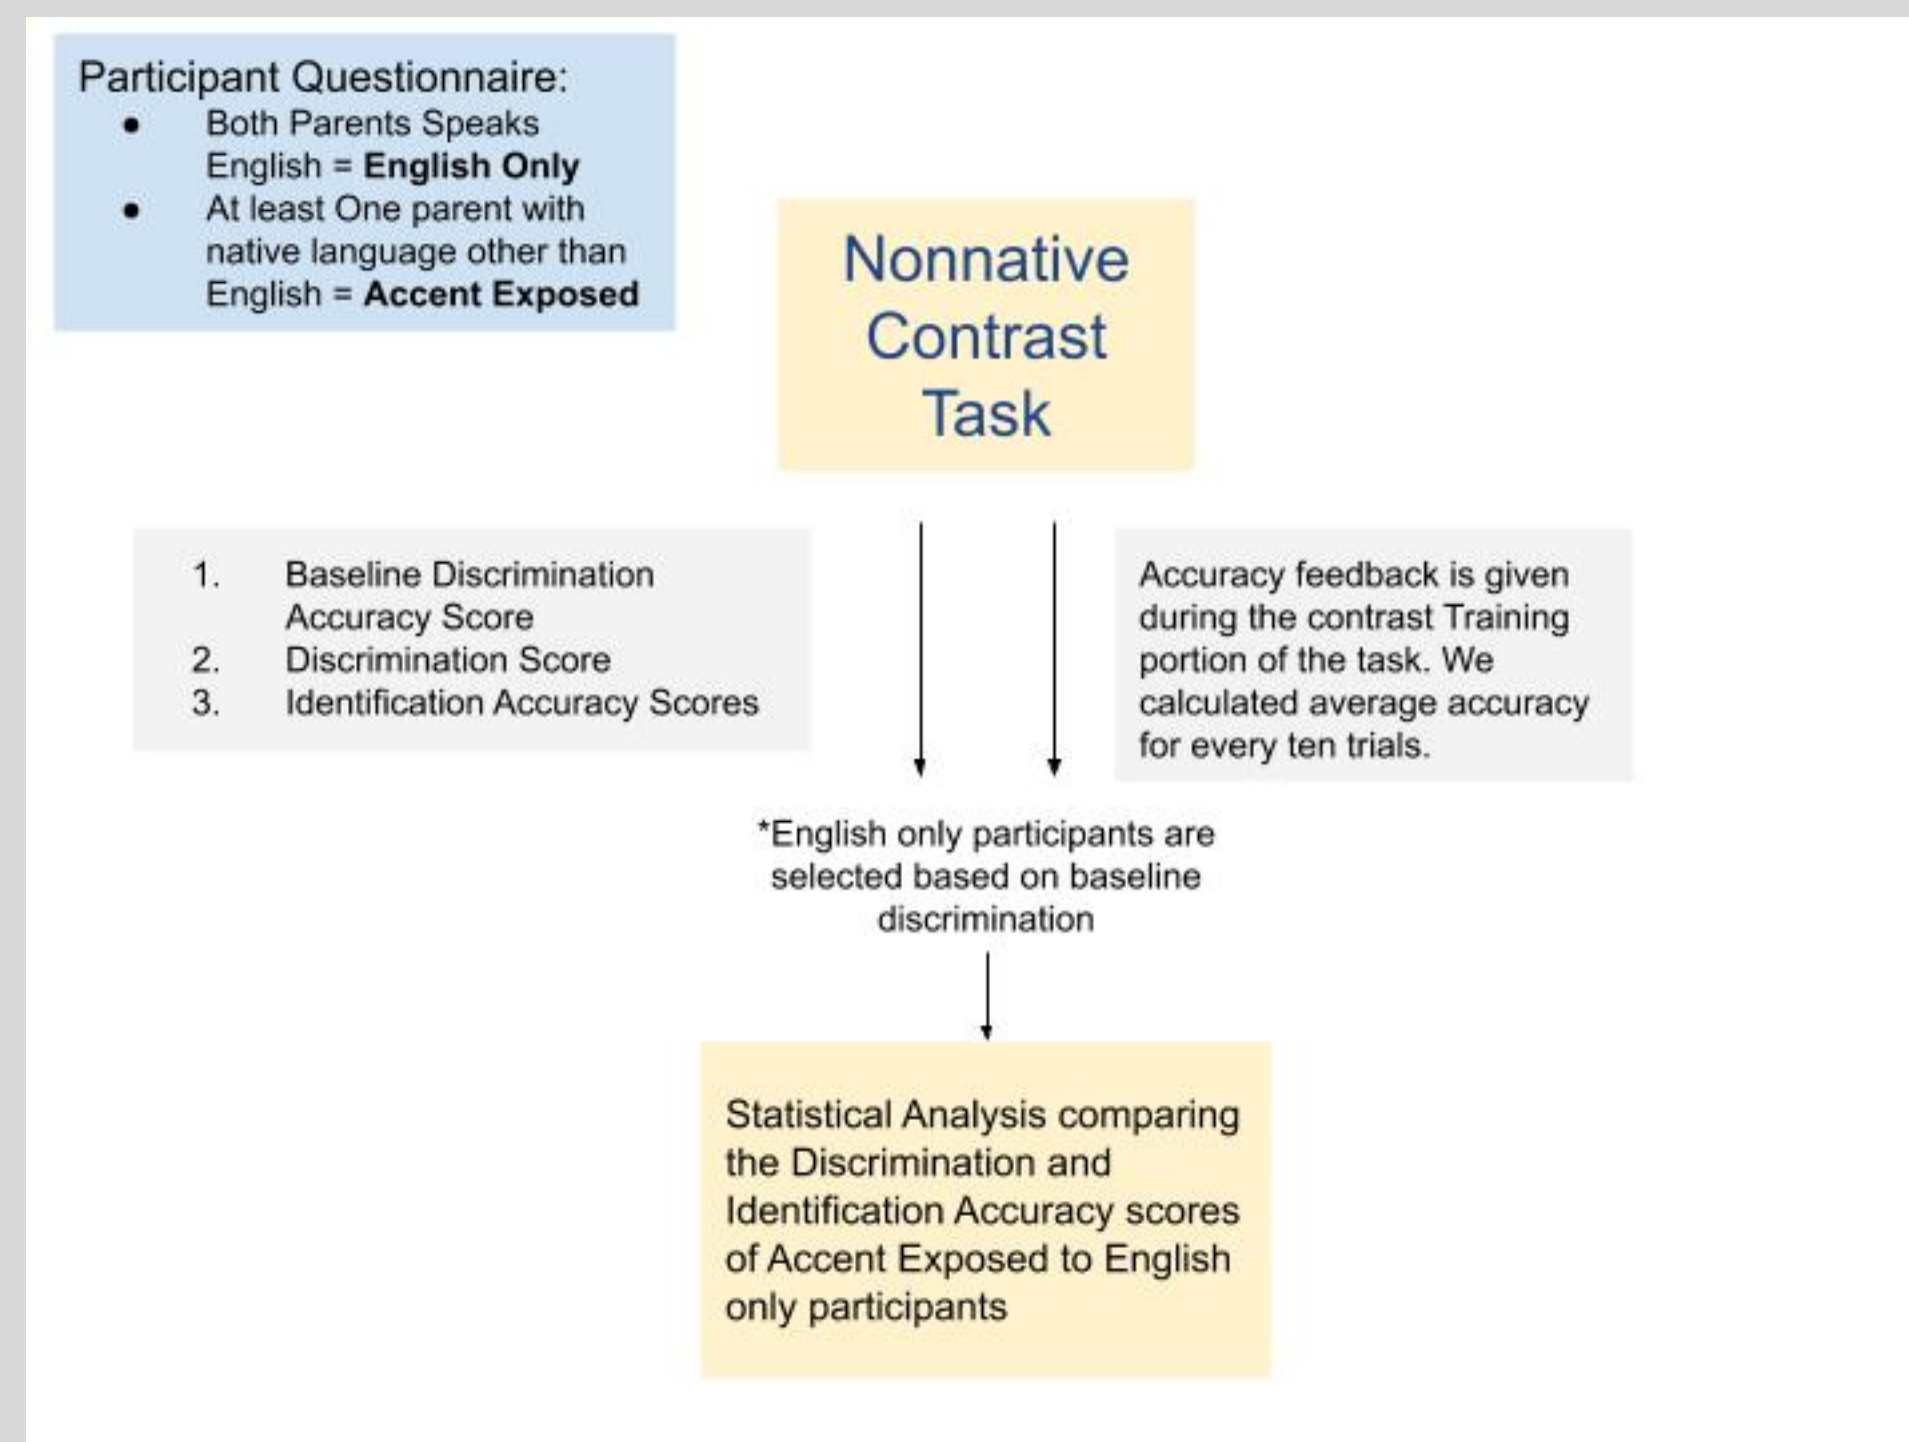 Participant Questionnaire:
● Both Parents Speaks
English = English Only
● At least One parent with
native language other than
English = Accent Exposed
Nonnative
Contrast
Task
1. Baseline Discrimination
Accuracy Score
2. Discrimination Score
3. Identification Accuracy Scores
Accuracy feedback is given
during the contrast Training
portion of the task. We
calculated average accuracy
for every ten trials.
*English only participants are
selected based on baseline
discrimination
Statistical Analysis comparing
the Discrimination and
Identification Accuracy scores
of Accent Exposed to English
only participants